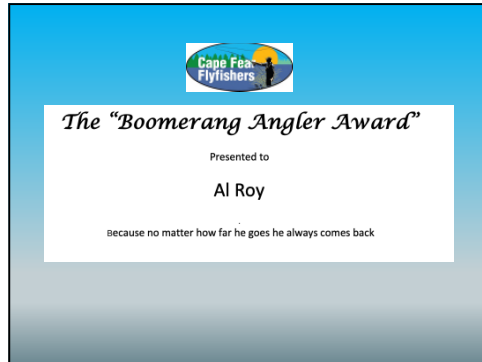 Cape Fear
Flyfishers
The “Boomerang Angler Award”
Presented to
Al Roy
.
Because no matter how far he goes he always comes back